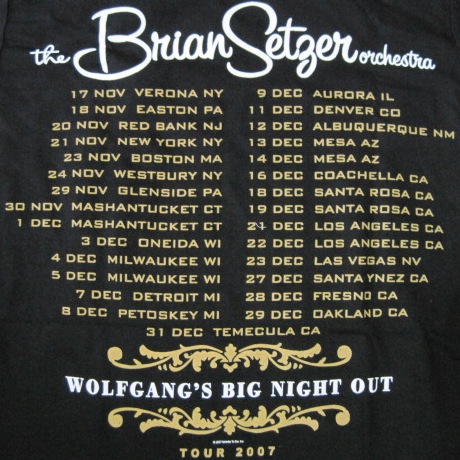 the Brian Setzer orchestra
17 NOV VERONA NY
18 NOV EASTON PA
20 NOV RED BANK NJ
21 NOV NEW YORK NY
23 NOV BOSTON MA
24 NOV WESTBURY NY
29 NOV GLENSIDE PA
30 NOV MASHANTUCKET CT
1 DEC MASHANTUCKET CT
3 DEC ONEIDA WI
4 DEC MILWAUKEE WI
5 DEC MILWAUKEE WI
7 DEC DETROIT MI
8 DEC PETOSKEY MI
9 DEC AURORA IL
11 DEC DENVER CO
12 DEC ALBUQUERQUE NM
13 DEC MESA AZ
14 DEC MESA AZ
16 DEC COACHELLA CA
18 DEC SANTA ROSA CA
19 DEC SANTA ROSA CA
21 DEC LOS ANGELES CA
22 DEC LOS ANGELES CA
23 DEC LAS VEGAS NV
27 DEC SANTA YNEZ CA
28 DEC FRESNO CA
29 DEC OAKLAND CA
31 DEC TEMECULA CA
WOLFGANG'S BIG NIGHT OUT
TOUR 2007